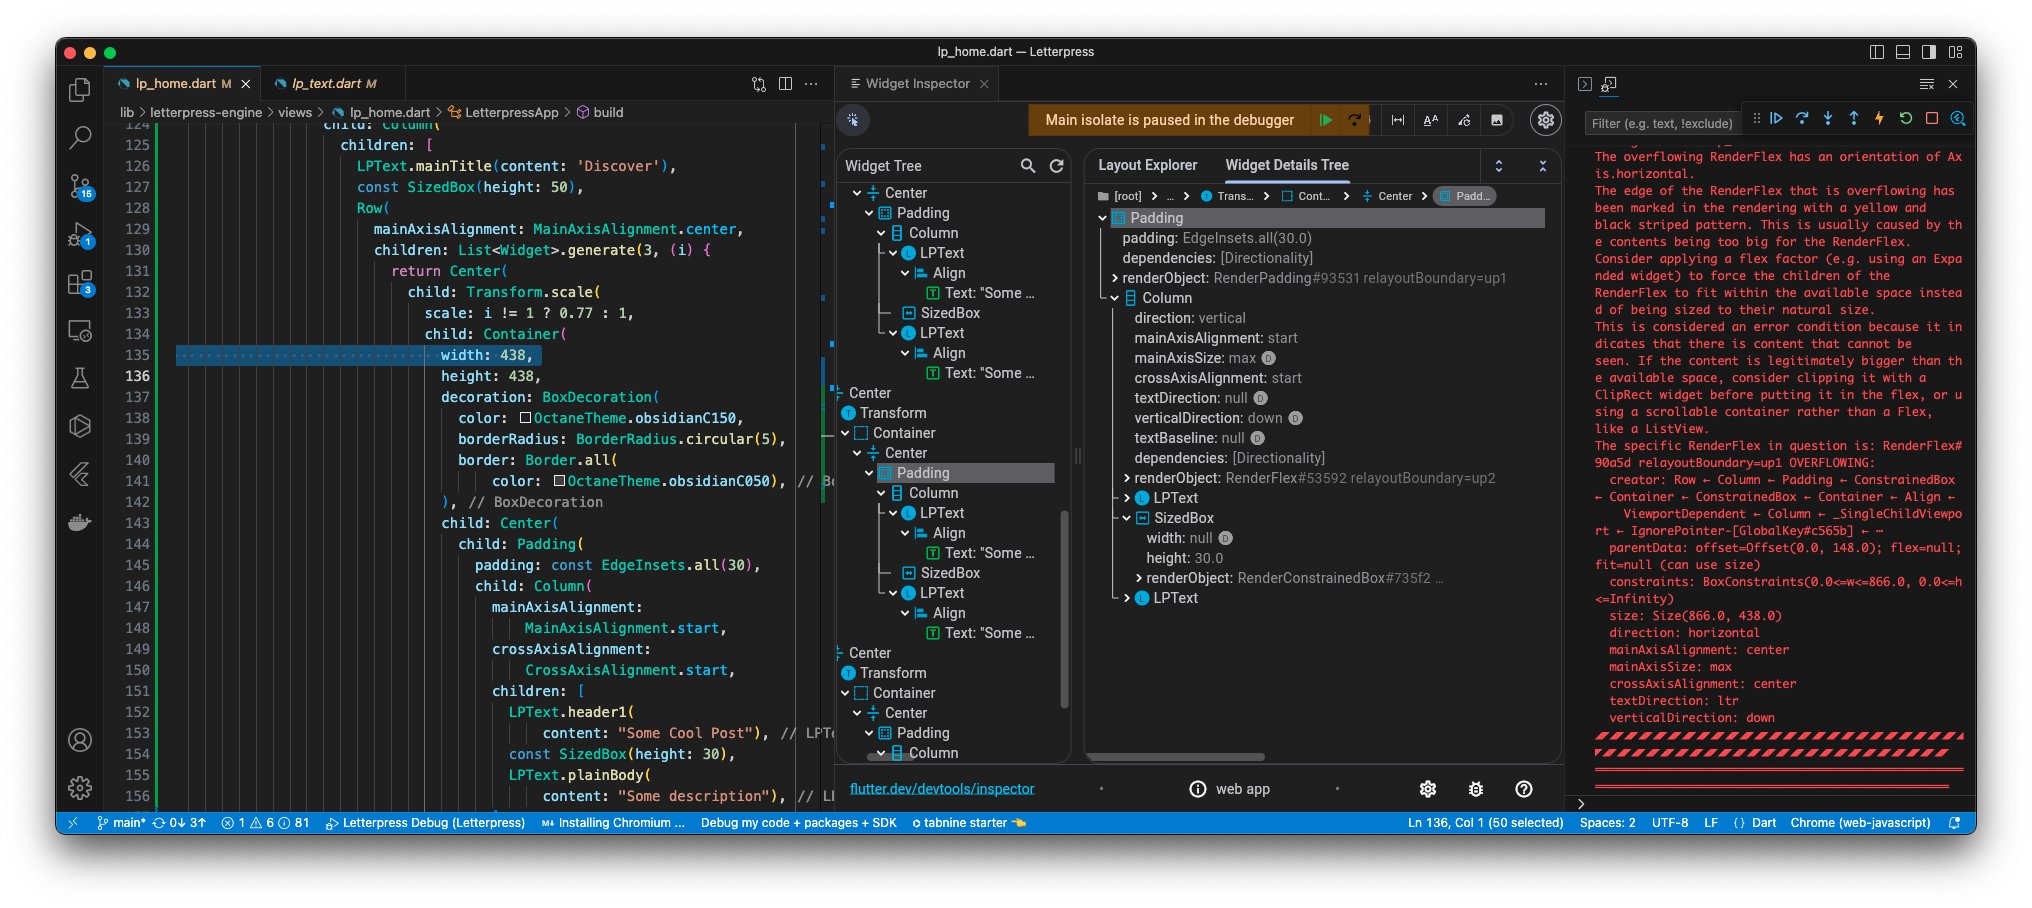 lp_home.dart — Letterpress
lp_home.dart M
lp_text.dart M
Widget Inspector
lib > letterpress-engine > views > lp_home.dart > LetterpressApp > build
124 child: Column(
125 children: [
126 LPText.mainTitle(content: 'Discover'),
127 const SizedBox(height: 50),
128 Row(
129 mainAxisAlignment: MainAxisAlignment.center,
130 children: List<Widget>.generate(3, (i) {
131 return Center(
132 child: Transform.scale(
133 scale: i != 1 ? 0.77 : 1,
134 child: Container(
135 width: 438,
136 height: 438,
137 decoration: BoxDecoration(
138 color: OctaneTheme.obsidianC150,
139 borderRadius: BorderRadius.circular(5),
140 border: Border.all(
141 color: OctaneTheme.obsidianC050), // Bo
142 ), // BoxDecoration
143 child: Center(
144 child: Padding(
145 padding: const EdgeInsets.all(30),
146 child: Column(
147 mainAxisAlignment:
148 MainAxisAlignment.start,
149 crossAxisAlignment:
150 CrossAxisAlignment.start,
151 children: [
152 LPText.header1(
153 content: "Some Cool Post"), // LPTe
154 const SizedBox(height: 30),
155 LPText.plainBody(
156 content: "Some description"), // LP
15
1
3
Main isolate is paused in the debugger
Widget Tree
Center
Padding
Column
LPText
Align
Text: "Some ...
SizedBox
LPText
Align
Text: "Some ...
Center
Transform
Container
Center
Padding
Column
LPText
Align
Text: "Some ...
SizedBox
LPText
Align
Text: "Some ...
Center
Transform
Container
Center
Padding
Column
Layout Explorer
Widget Details Tree
[root] > ... > Trans... > Cont... > Center > Padd...
Padding
padding: EdgeInsets.all(30.0)
dependencies: [Directionality]
renderObject: RenderPadding#93531 relayoutBoundary=up1
Column
direction: vertical
mainAxisAlignment: start
mainAxisSize: max D
crossAxisAlignment: start
textDirection: null D
verticalDirection: down D
textBaseline: null D
dependencies: [Directionality]
renderObject: RenderFlex#53592 relayoutBoundary=up2
LPText
SizedBox
width: null D
height: 30.0
renderObject: RenderConstrainedBox#735f2 ...
LPText
flutter.dev/devtools/inspector
web app
Filter (e.g. text, !exclude)
The overflowing RenderFlex has an orientation of Ax
is.horizontal.
The edge of the RenderFlex that is overflowing has
been marked in the rendering with a yellow and
black striped pattern. This is usually caused by th
e contents being too big for the RenderFlex.
Consider applying a flex factor (e.g. using an Expa
nded widget) to force the children of the
RenderFlex to fit within the available space instea
d of being sized to their natural size.
This is considered an error condition because it in
dicates that there is content that cannot be
seen. If the content is legitimately bigger than th
e available space, consider clipping it with a
ClipRect widget before putting it in the flex, or u
sing a scrollable container rather than a Flex,
like a ListView.
The specific RenderFlex in question is: RenderFlex#
90a5d relayoutBoundary=up1 OVERFLOWING:
creator: Row ← Column ← Padding ← ConstrainedBox
← Container ← ConstrainedBox ← Container ← Align ←
ViewportDependent ← Column ← _SingleChildViewpo
rt ← IgnorePointer-[GlobalKey#c565b] ← ⋯
parentData: offset=Offset(0.0, 148.0); flex=null;
fit=null (can use size)
constraints: BoxConstraints(0.0<=w<=866.0, 0.0<=h
<=Infinity)
size: Size(866.0, 438.0)
direction: horizontal
mainAxisAlignment: center
mainAxisSize: max
crossAxisAlignment: center
textDirection: ltr
verticalDirection: down
main* 0↓ 3↑ 1 6 81 Letterpress Debug (Letterpress) Installing Chromium ... Debug my code + packages + SDK tabnine starter
Ln 136, Col 1 (50 selected) Spaces: 2 UTF-8 LF Dart Chrome (web-javascript)